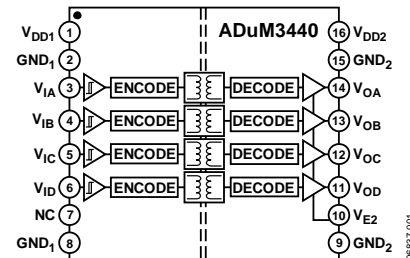 ADuM3440
VDD1 1
GND1 2
VIA 3 ENCODE DECODE 14 VOA
VIB 4 ENCODE DECODE 13 VOB
VIC 5 ENCODE DECODE 12 VOC
VID 6 ENCODE DECODE 11 VOD
NC 7
GND1 8
16 VDD2
15 GND2
10 VE2
9 GND2